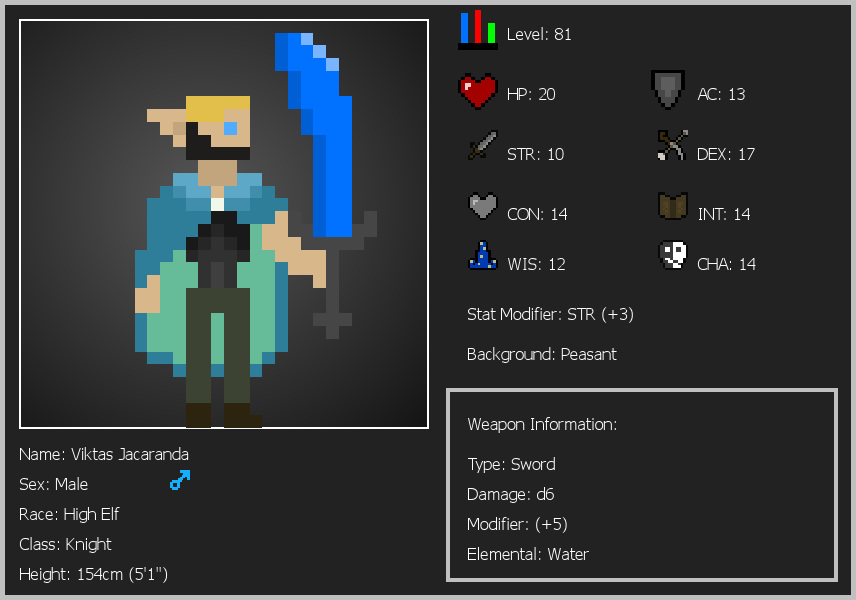 Level: 81
HP: 20
AC: 13
STR: 10
DEX: 17
CON: 14
INT: 14
WIS: 12
CHA: 14
Stat Modifier: STR (+3)
Background: Peasant
Weapon Information:
Type: Sword
Damage: d6
Modifier: (+5)
Elemental: Water
Name: Viktas Jacaranda
Sex: Male
Race: High Elf
Class: Knight
Height: 154cm (5'1")